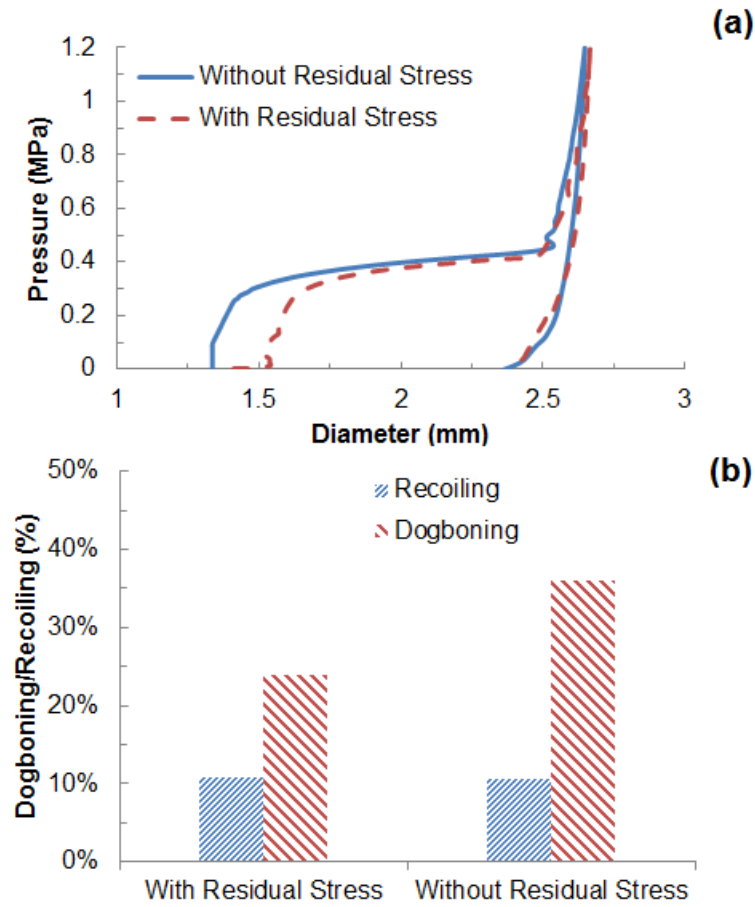 (a)
1.2
1
0.8
0.6
0.4
0.2
0
Pressure (MPa)
Without Residual Stress
With Residual Stress
1
1.5
2
2.5
3
Diameter (mm)
(b)
50%
40%
30%
20%
10%
0%
Dogboning/Recoiling (%)
Recoiling
Dogboning
With Residual Stress
Without Residual Stress